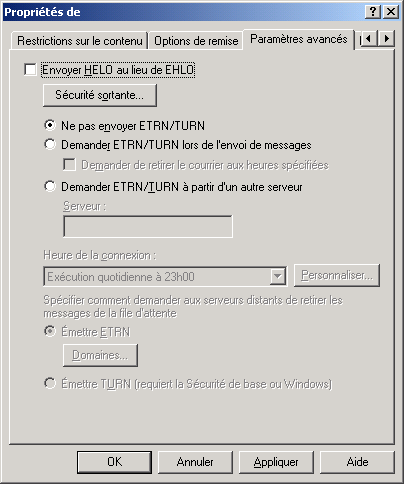 Propriétés de
Restrictions sur le contenu
Options de remise
Paramètres avancés
Envoyer HELO au lieu de EHLO
Sécurité sortante...
Ne pas envoyer ETRN/TURN
Demander ETRN/TURN lors de l'envoi de messages
Demander de retirer le courrier aux heures spécifiées
Demander ETRN/TURN à partir d'un autre serveur
Serveur :
Heure de la connexion :
Exécution quotidienne à 23h00
Personnaliser...
Spécifier comment demander aux serveurs distants de retirer les
messages de la file d'attente
Émettre ETRN
Domaines...
Émettre TURN (requiert la Sécurité de base ou Windows)
OK
Annuler
Appliquer
Aide